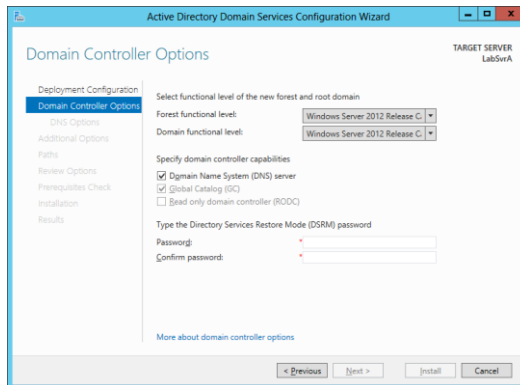 Active Directory Domain Services Configuration Wizard
Domain Controller Options
TARGET SERVER
LabSvrA
Deployment Configuration
Domain Controller Options
DNS Options
Additional Options
Paths
Review Options
Prerequisites Check
Installation
Results
Select functional level of the new forest and root domain
Forest functional level: Windows Server 2012 Release C
Domain functional level: Windows Server 2012 Release C
Specify domain controller capabilities
Domain Name System (DNS) server
Global Catalog (GC)
Read only domain controller (RODC)
Type the Directory Services Restore Mode (DSRM) password
Password: *
Confirm password: *
More about domain controller options
< Previous Next > Install Cancel